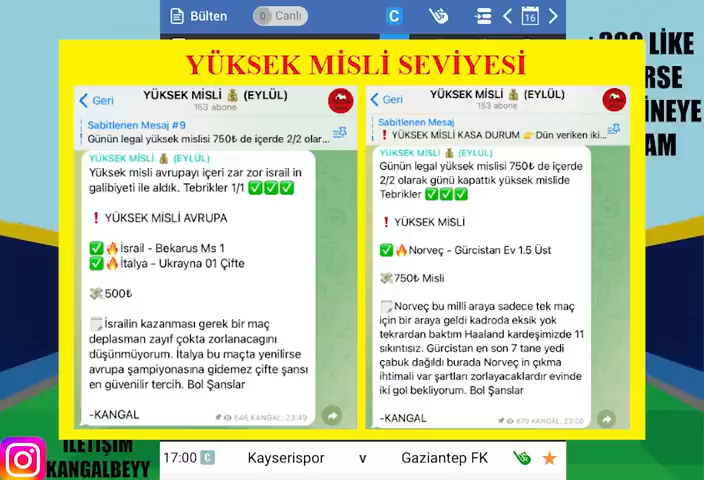 Bülten
0 Canlı
C
16
+200 LİKE
YÜKSEK MİSLİ SEVİYESİ
Geri
YÜKSEK MİSLİ 💰 (EYLÜL)
153 abone
Sabitlenen Mesaj #9
Günün legal yüksek mislisi 750₺ de içerde 2/2 olar...
YÜKSEK MİSLİ 💰 (EYLÜL)
Yüksek misli avrupayı içeri zar zor israil in
galibiyeti ile aldık. Tebrikler 1/1 ✅✅✅
❗ YÜKSEK MİSLİ AVRUPA
✅🔥İsrail - Bekarus Ms 1
✅🔥İtalya - Ukrayna 01 Çifte
💸500₺
🗒️İsrailin kazanması gerek bir maç
deplasman zayıf çokta zorlanacagını
düşünmüyorum. İtalya bu maçta yenilirse
avrupa şampiyonasına gidemez çifte şansı
en güvenilir tercih. Bol Şanslar
-KANGAL
646 KANGAL, 23:49
Geri
YÜKSEK MİSLİ 💰 (EYLÜL)
153 abone
Sabitlenen Mesaj
❗ YÜKSEK MİSLİ KASA DURUM 👉Dün veriken iki...
YÜKSEK MİSLİ 💰 (EYLÜL)
Günün legal yüksek mislisi 750₺ de içerde
2/2 olarak günü kapattık yüksek mislide
Tebrikler ✅✅✅
❗ YÜKSEK MİSLİ
✅🔥Norveç - Gürcistan Ev 1.5 Üst
💸750₺ Misli
🗒️Norveç bu milli araya sadece tek maç
için bir araya geldi kadroda eksik yok
tekrardan baktım Haaland kardeşimizde 11
sıkıntısız. Gürcistan en son 7 tane yedi
çabuk dağıldı burada Norveç in çıkma
ihtimali var şartları zorlayacaklardır evinde
iki gol bekliyorum. Bol Şanslar
-KANGAL
679 KANGAL, 23:50
İLETİŞİM
KANGALBEYY
17:00 C Kayserispor v Gaziantep FK